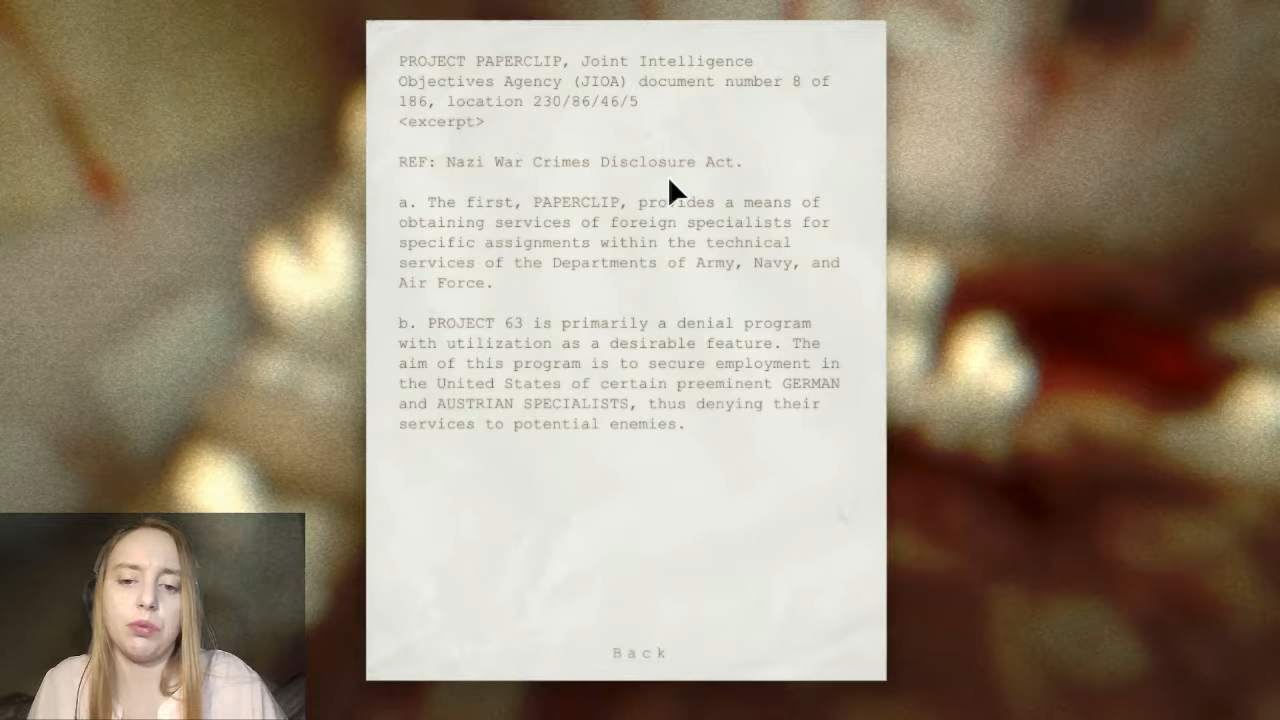 PROJECT PAPERCLIP, Joint Intelligence
Objectives Agency (JIOA) document number 8 of
186, location 230/86/46/5
<excerpt>
REF: Nazi War Crimes Disclosure Act.
a. The first, PAPERCLIP, provides a means of
obtaining services of foreign specialists for
specific assignments within the technical
services of the Departments of Army, Navy, and
Air Force.
b. PROJECT 63 is primarily a denial program
with utilization as a desirable feature. The
aim of this program is to secure employment in
the United States of certain preeminent GERMAN
and AUSTRIAN SPECIALISTS, thus denying their
services to potential enemies.
Back